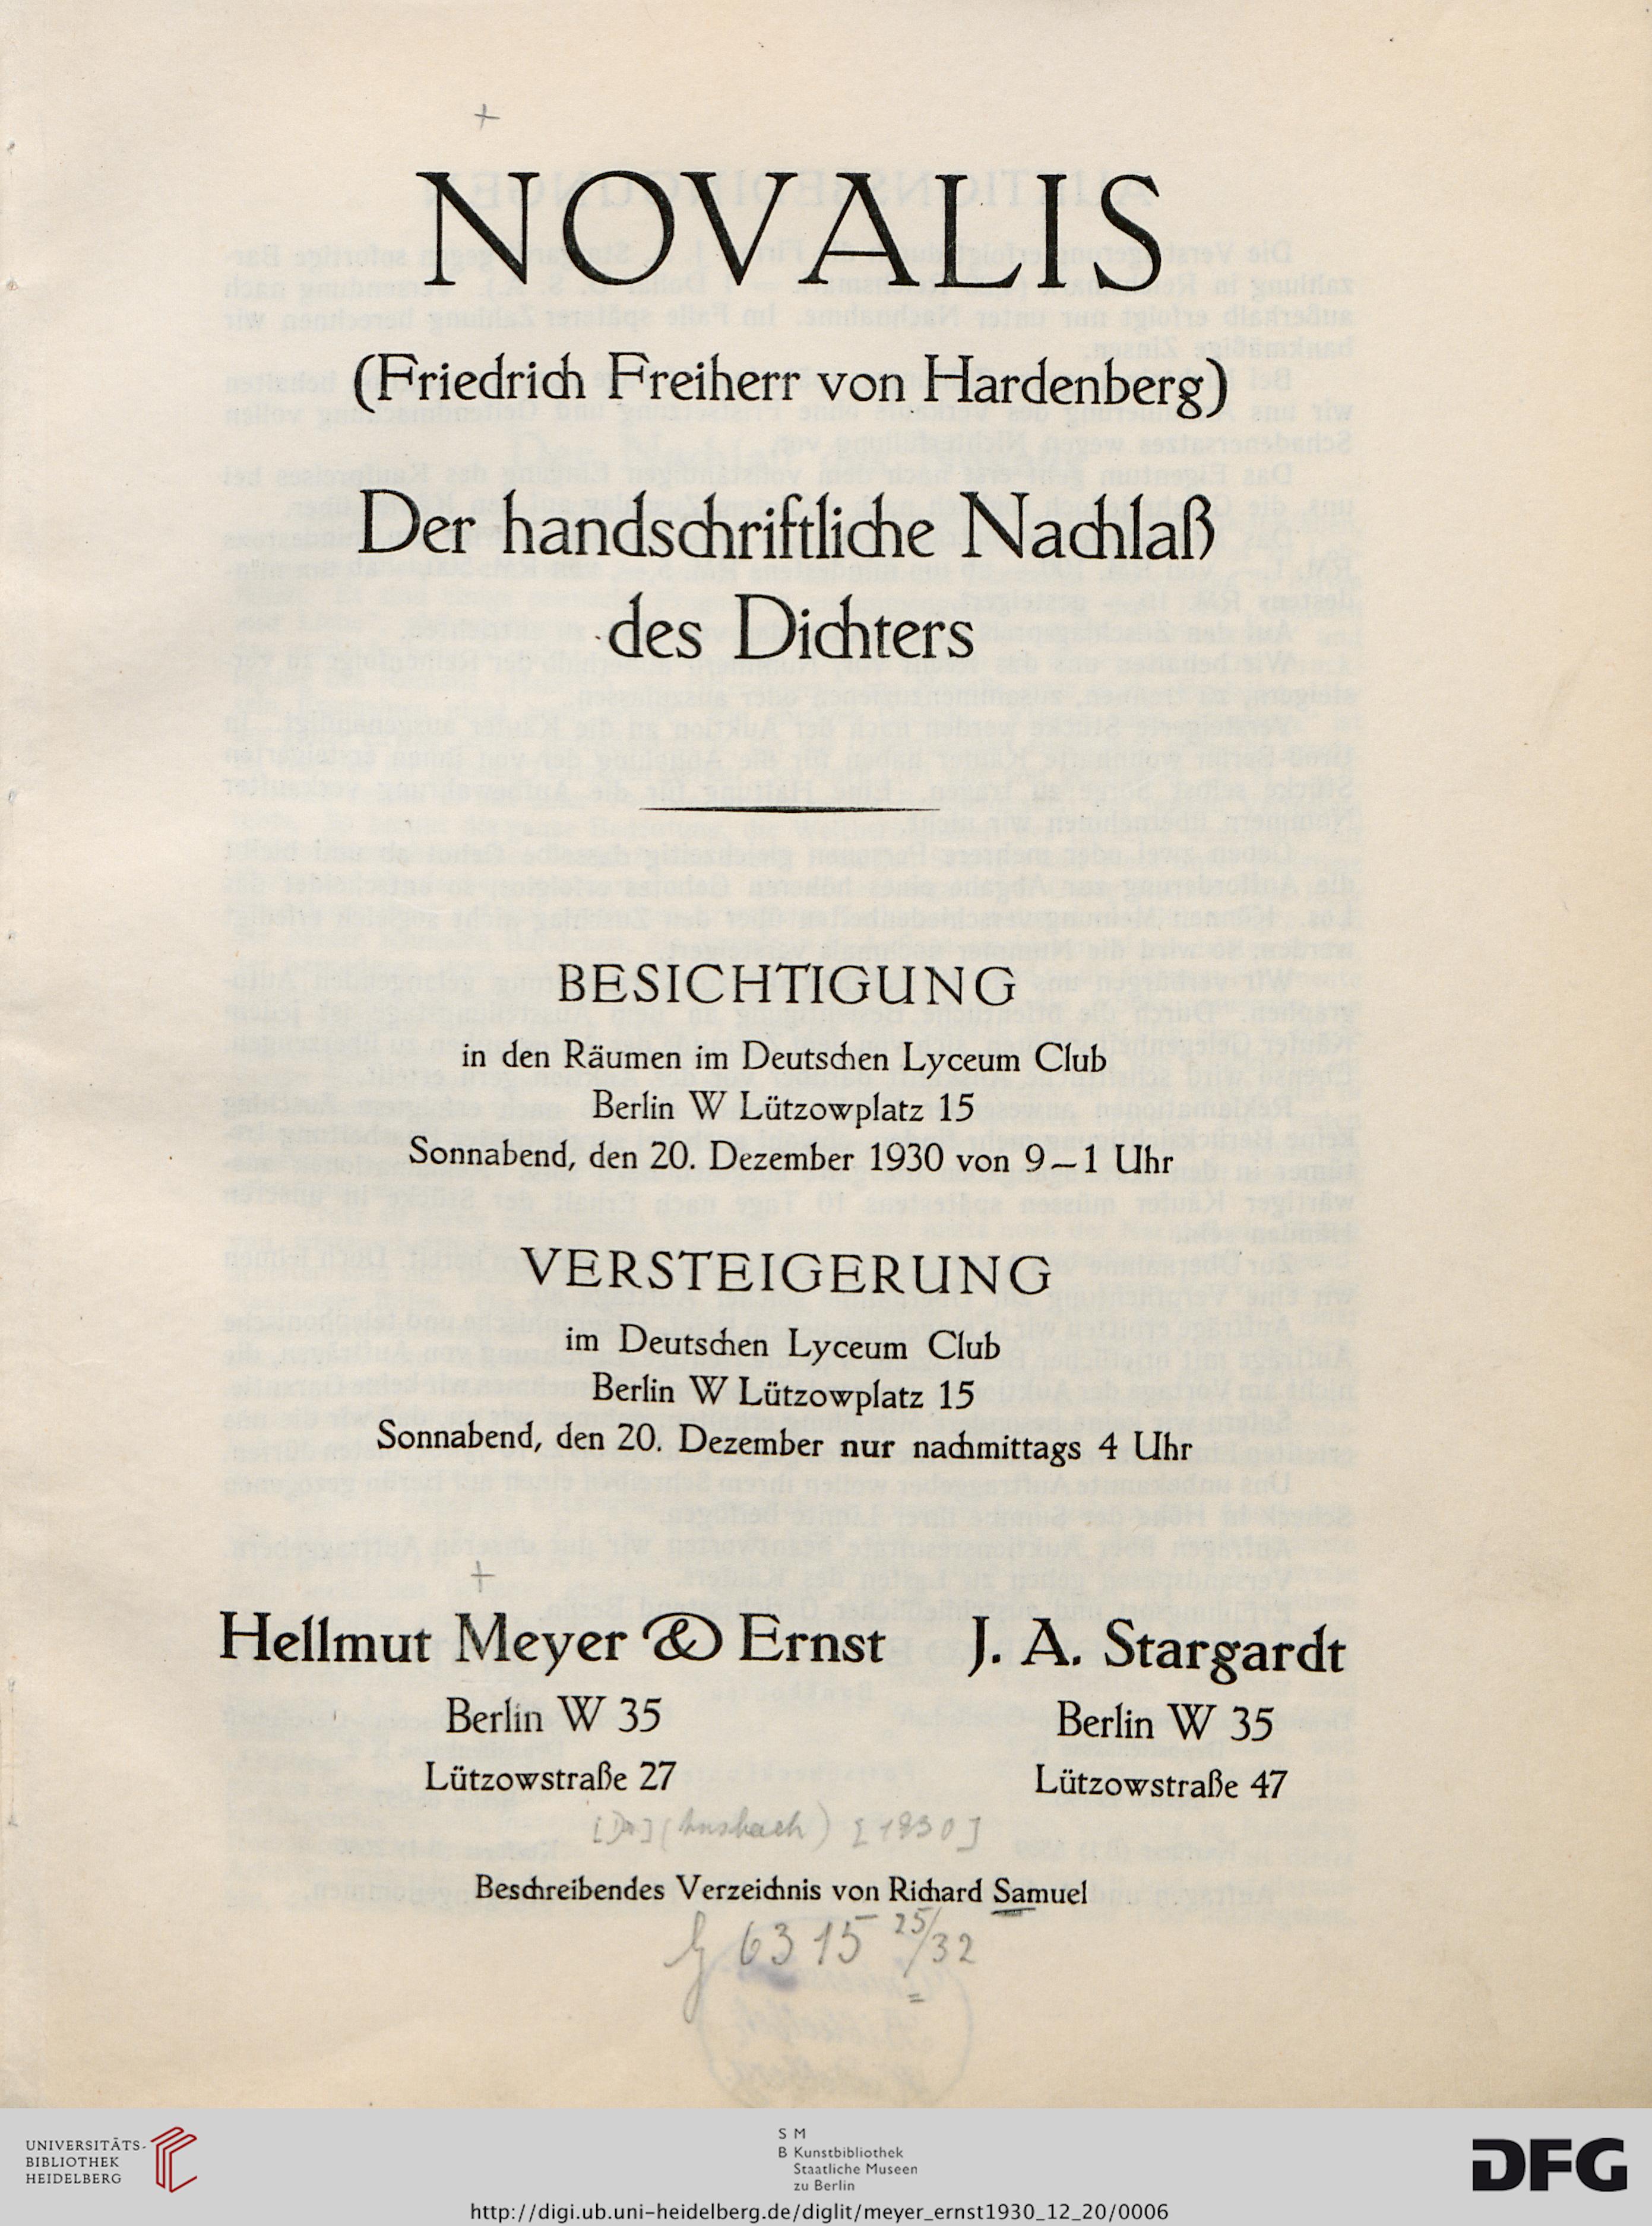 NOVALIS
(Friedrich Freiherr von Hardenberg)
Der handschriftliche Nachlaß
des Dichters
BESICHTIGUNG
in den Räumen im Deutschen Lyceum Club
Berlin W Lützowplatz 15
Sonnabend, den 20. Dezember 1930 von 9–1 Uhr
VERSTEIGERUNG
im Deutschen Lyceum Club
Berlin W Lützowplatz 15
Sonnabend, den 20. Dezember nur nachmittags 4 Uhr
Hellmut Meyer & Ernst
Berlin W 35
Lützowstraße 27
J. A. Stargardt
Berlin W 35
Lützowstraße 47
[1930]
Beschreibendes Verzeichnis von Richard Samuel
6315 25/32
UNIVERSITÄTS-
BIBLIOTHEK
HEIDELBERG
S M
B Kunstbibliothek
Staatliche Museen
zu Berlin
DFG
http://digi.ub.uni-heidelberg.de/diglit/meyer_ernst1930_12_20/0006